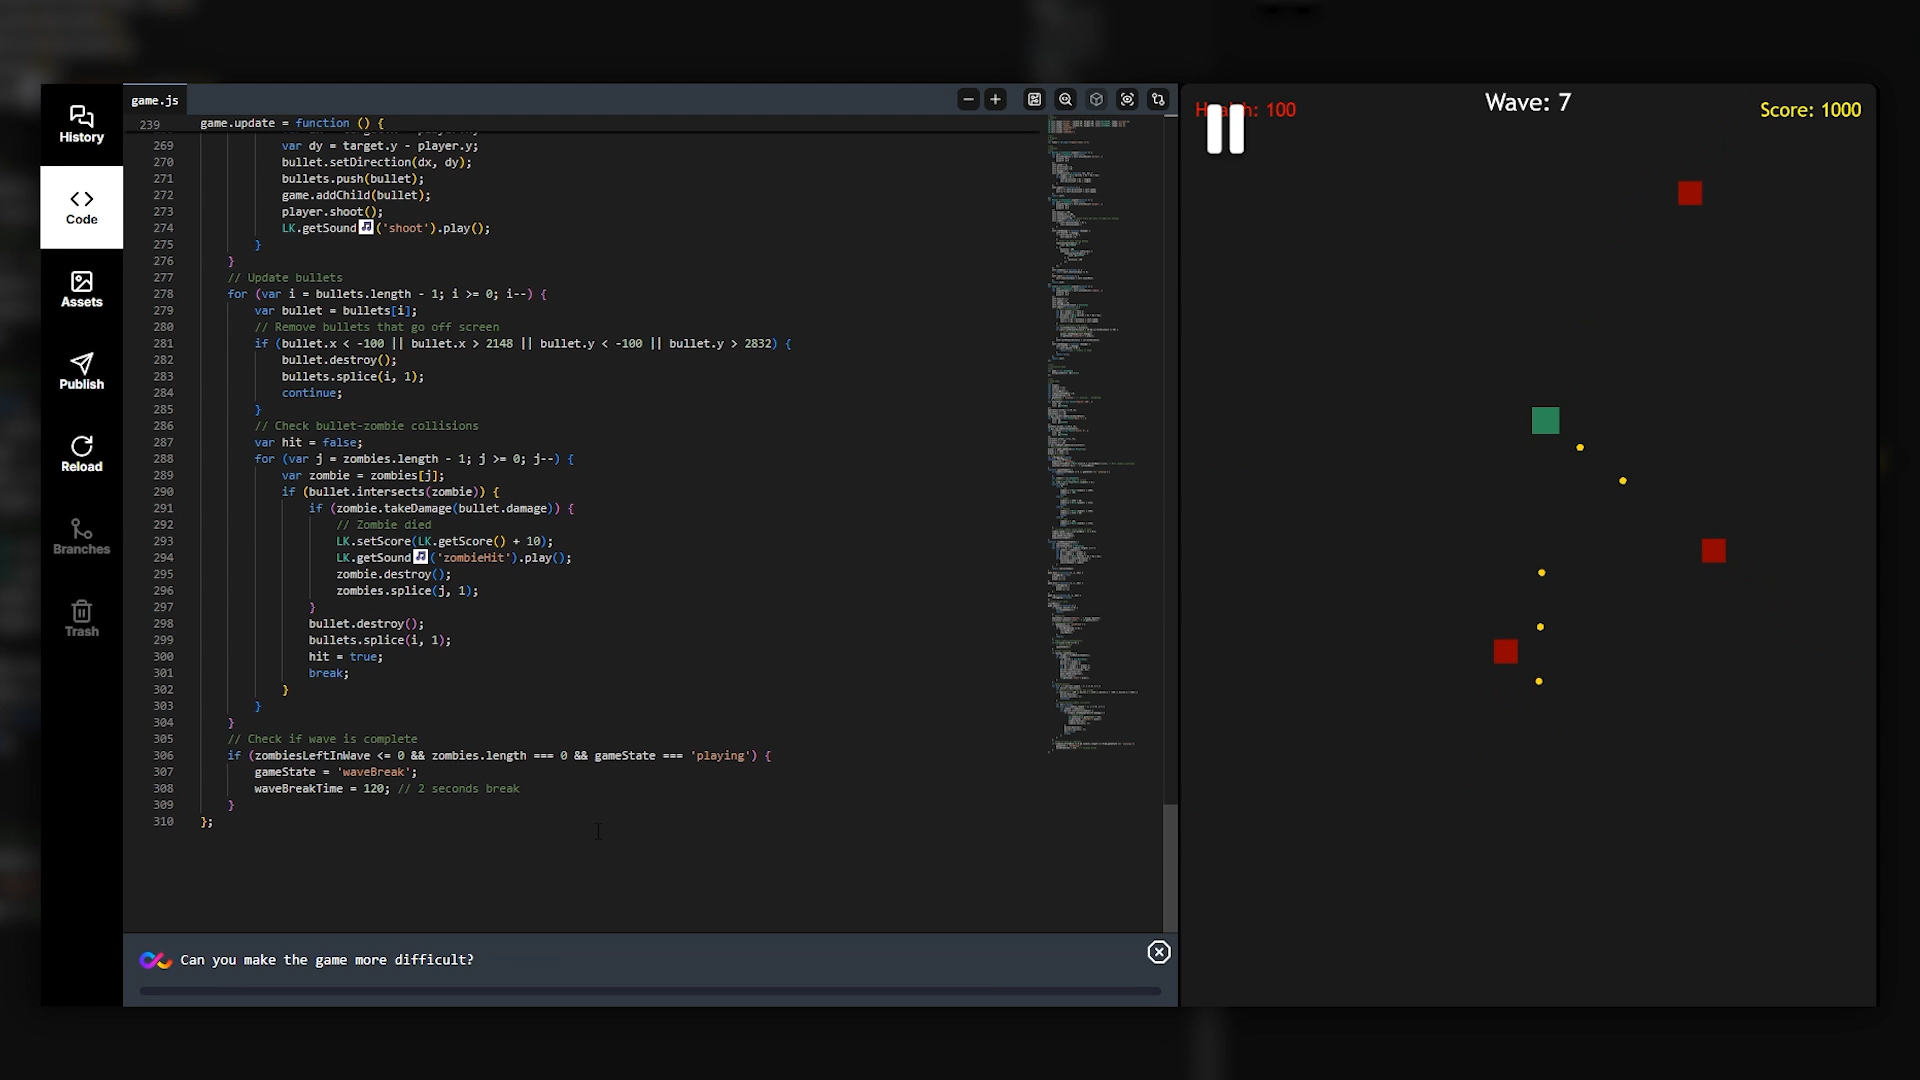 History
Code
Assets
Publish
Reload
Branches
Trash
game.js
239 game.update = function () {
269 var dy = target.y - player.y;
270 bullet.setDirection(dx, dy);
271 bullets.push(bullet);
272 game.addChild(bullet);
273 player.shoot();
274 LK.getSound('shoot').play();
275 }
276 }
277 // Update bullets
278 for (var i = bullets.length - 1; i >= 0; i--) {
279 var bullet = bullets[i];
280 // Remove bullets that go off screen
281 if (bullet.x < -100 || bullet.x > 2148 || bullet.y < -100 || bullet.y > 2832) {
282 bullet.destroy();
283 bullets.splice(i, 1);
284 continue;
285 }
286 // Check bullet-zombie collisions
287 var hit = false;
288 for (var j = zombies.length - 1; j >= 0; j--) {
289 var zombie = zombies[j];
290 if (bullet.intersects(zombie)) {
291 if (zombie.takeDamage(bullet.damage)) {
292 // Zombie died
293 LK.setScore(LK.getScore() + 10);
294 LK.getSound('zombieHit').play();
295 zombie.destroy();
296 zombies.splice(j, 1);
297 }
298 bullet.destroy();
299 bullets.splice(i, 1);
300 hit = true;
301 break;
302 }
303 }
304 }
305 // Check if wave is complete
306 if (zombiesLeftInWave <= 0 && zombies.length === 0 && gameState === 'playing') {
307 gameState = 'waveBreak';
308 waveBreakTime = 120; // 2 seconds break
309 }
310 };
Can you make the game more difficult?
Health: 100
Wave: 7
Score: 1000